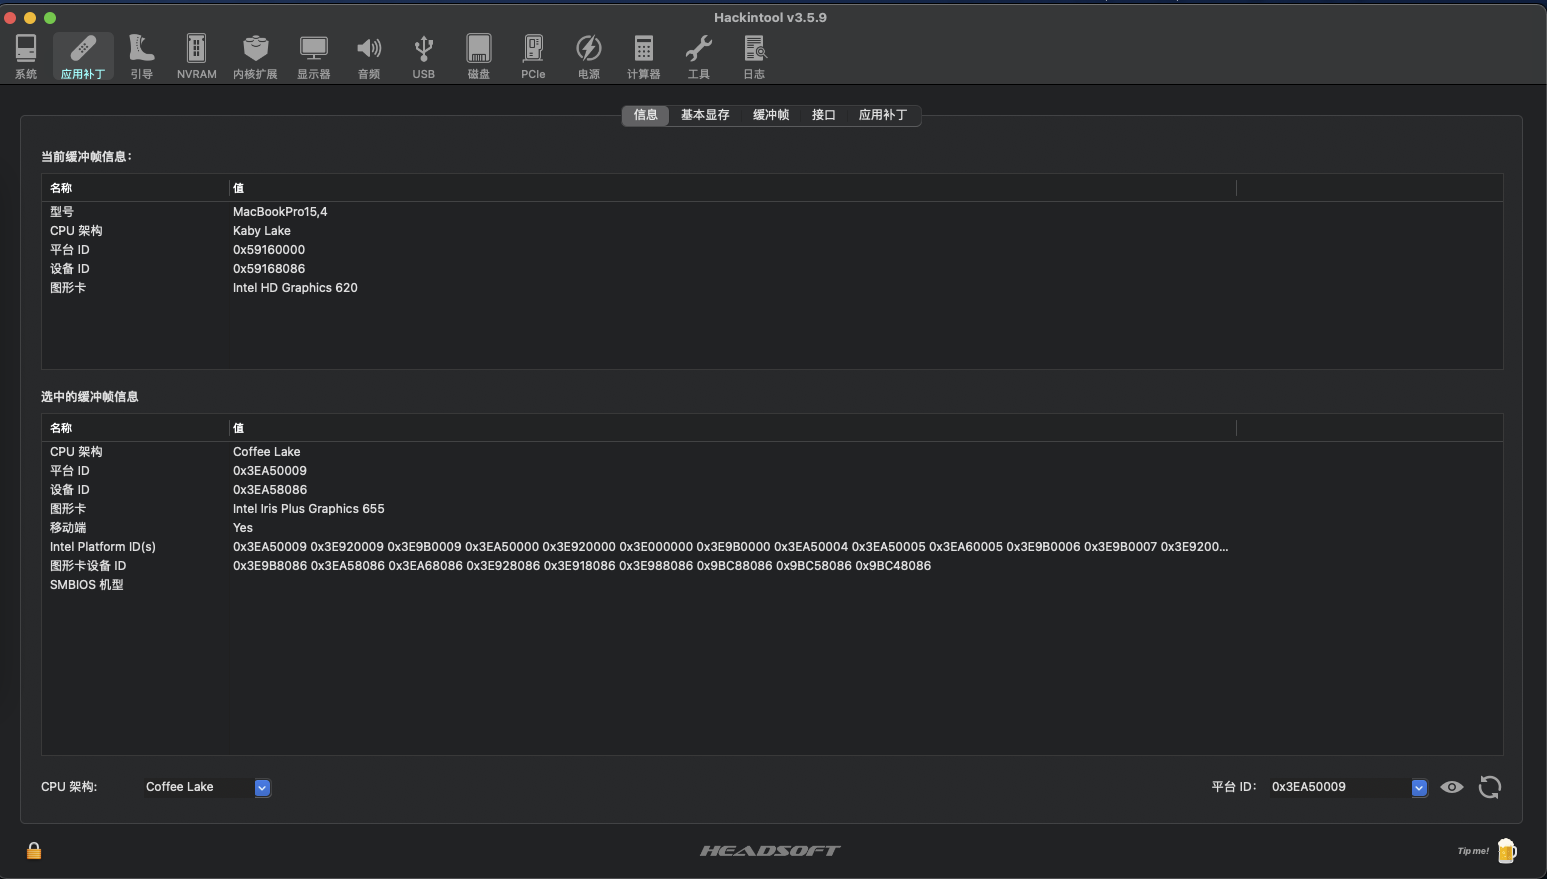 Hackintool v3.5.9
系统 应用补丁 引导 NVRAM 内核扩展 显示器 音频 USB 磁盘 PCIe 电源 计算器 工具 日志
信息 基本显存 缓冲帧 接口 应用补丁
当前缓冲帧信息：
名称 值
型号 MacBookPro15,4
CPU 架构 Kaby Lake
平台 ID 0x59160000
设备 ID 0x59168086
图形卡 Intel HD Graphics 620
选中的缓冲帧信息
名称 值
CPU 架构 Coffee Lake
平台 ID 0x3EA50009
设备 ID 0x3EA58086
图形卡 Intel Iris Plus Graphics 655
移动端 Yes
Intel Platform ID(s) 0x3EA50009 0x3E920009 0x3E9B0009 0x3EA50000 0x3E920000 0x3E000000 0x3E9B0000 0x3EA50004 0x3EA50005 0x3EA60005 0x3E9B0006 0x3E9B0007 0x3E9200...
图形卡设备 ID 0x3E9B8086 0x3EA58086 0x3EA68086 0x3E928086 0x3E918086 0x3E988086 0x9BC88086 0x9BC58086 0x9BC48086
SMBIOS 机型
CPU 架构: Coffee Lake 平台 ID： 0x3EA50009
HEADSOFT Tip me!